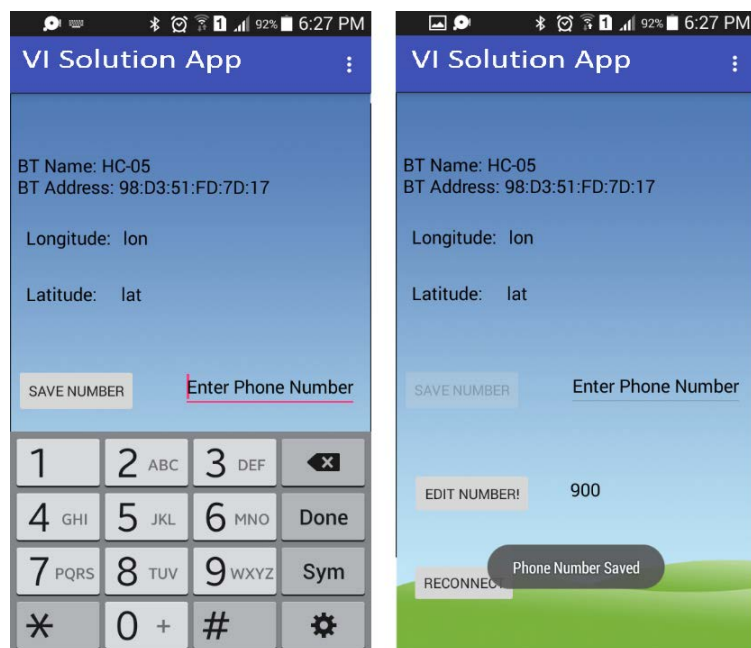 1 92% 6:27 PM
VI Solution App
BT Name: HC-05
BT Address: 98:D3:51:FD:7D:17
Longitude: lon
Latitude: lat
SAVE NUMBER Enter Phone Number
1 2 ABC 3 DEF
4 GHI 5 JKL 6 MNO Done
7 PQRS 8 TUV 9 WXYZ Sym
* 0 + #
1 92% 6:27 PM
VI Solution App
BT Name: HC-05
BT Address: 98:D3:51:FD:7D:17
Longitude: lon
Latitude: lat
SAVE NUMBER Enter Phone Number
EDIT NUMBER! 900
Phone Number Saved
RECONNECT